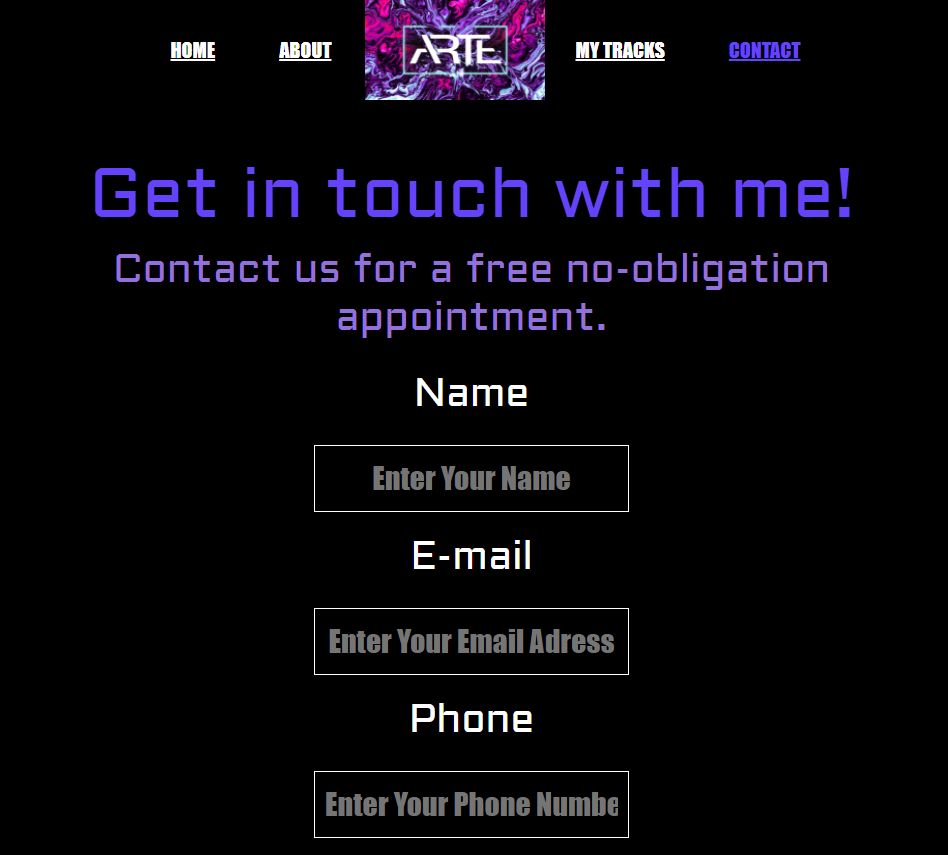 HOME ABOUT ARTE MY TRACKS CONTACT
Get in touch with me!
Contact us for a free no-obligation
appointment.
Name
Enter Your Name
E-mail
Enter Your Email Adress
Phone
Enter Your Phone Numbe